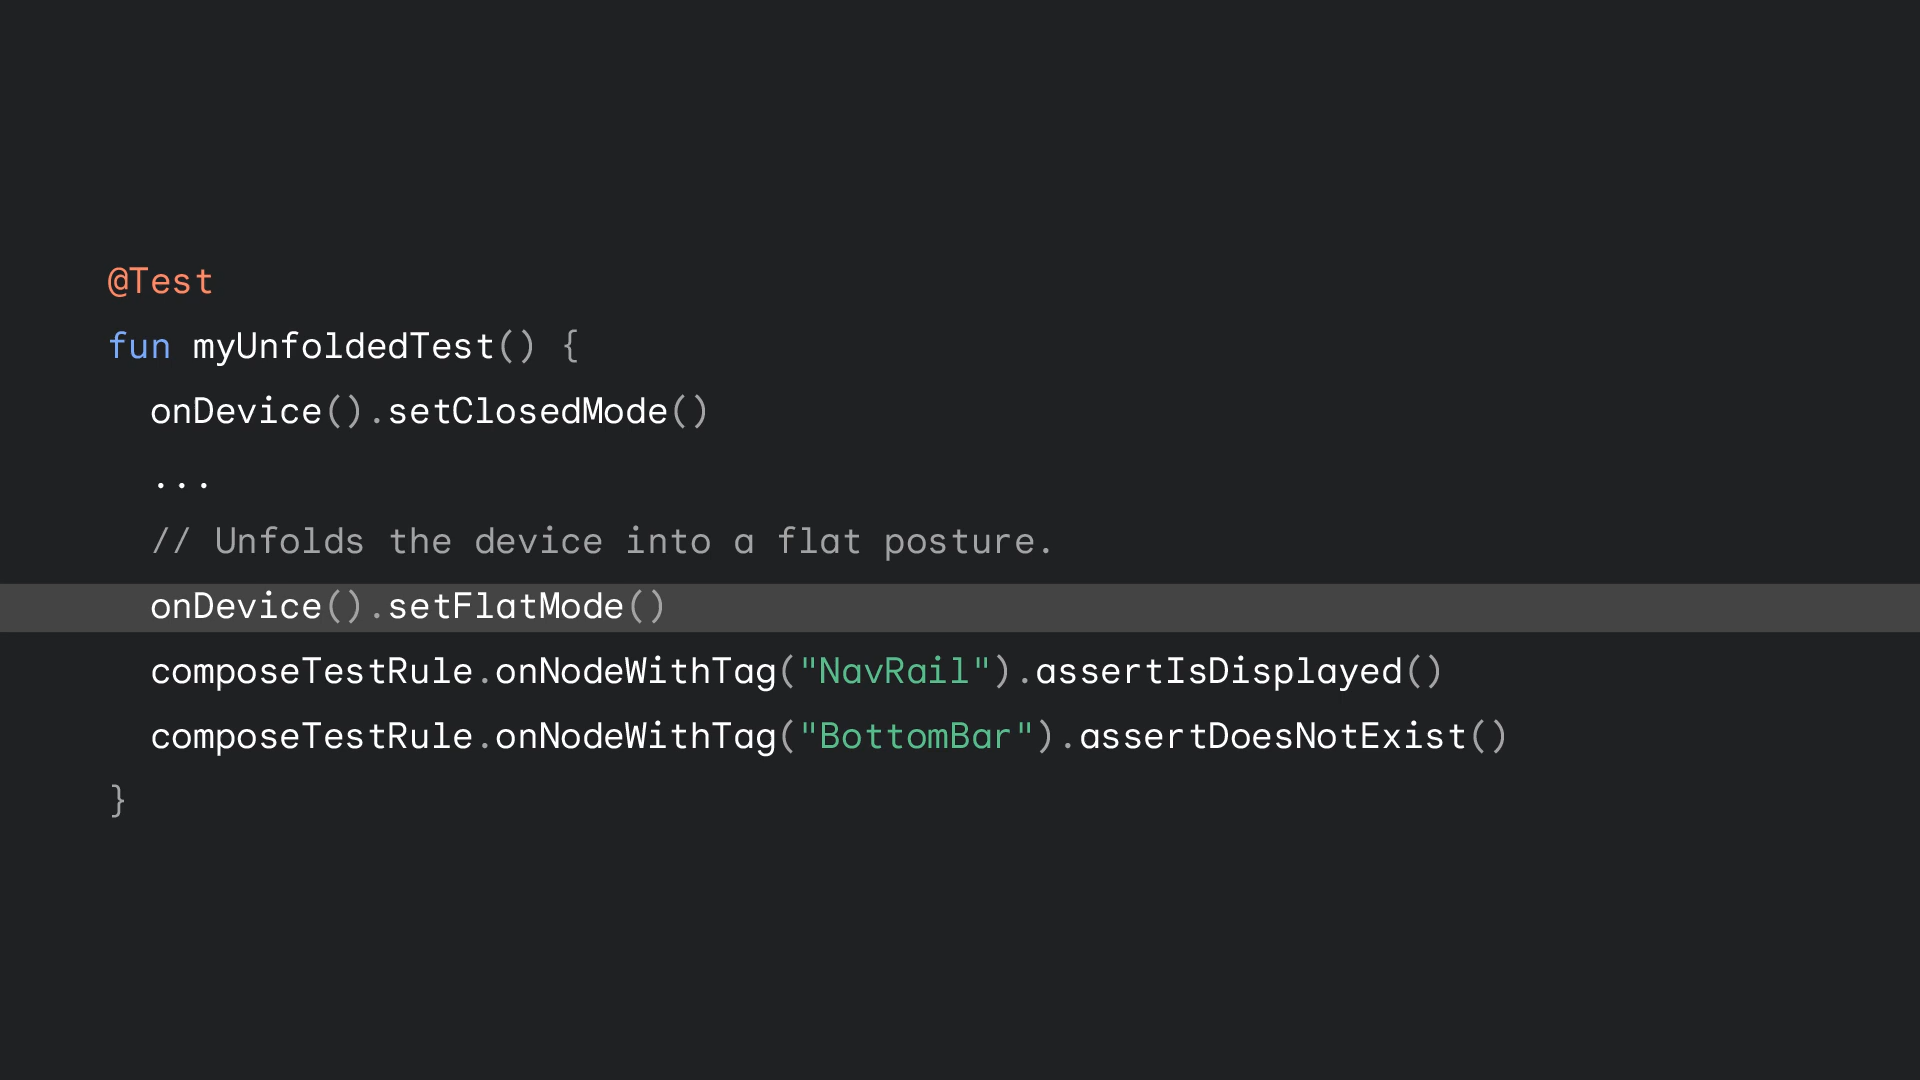 @Test
fun myUnfoldedTest() {
  onDevice().setClosedMode()
  ...
  // Unfolds the device into a flat posture.
  onDevice().setFlatMode()
  composeTestRule.onNodeWithTag("NavRail").assertIsDisplayed()
  composeTestRule.onNodeWithTag("BottomBar").assertDoesNotExist()
}